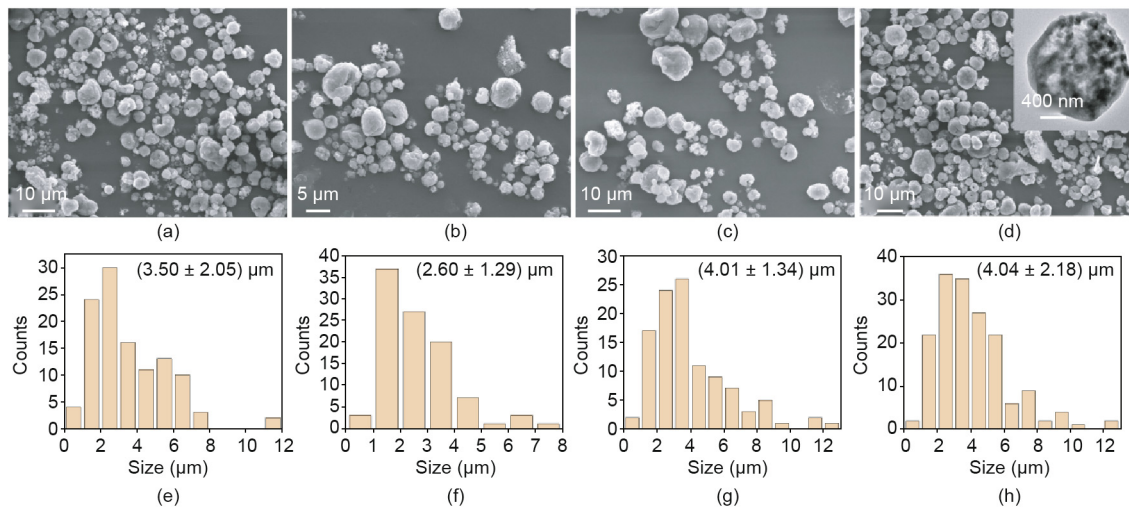 10 µm
5 µm
10 µm
400 nm
10 µm
(a)
(b)
(c)
(d)
(3.50 ± 2.05) µm
Counts
30
25
20
15
10
5
0
0 2 4 6 8 10 12
Size (µm)
(e)
(2.60 ± 1.29) µm
Counts
40
35
30
25
20
15
10
5
0
0 1 2 3 4 5 6 7 8
Size (µm)
(f)
(4.01 ± 1.34) µm
Counts
30
25
20
15
10
5
0
0 2 4 6 8 10 12
Size (µm)
(g)
(4.04 ± 2.18) µm
Counts
40
30
20
10
0
0 2 4 6 8 10 12
Size (µm)
(h)